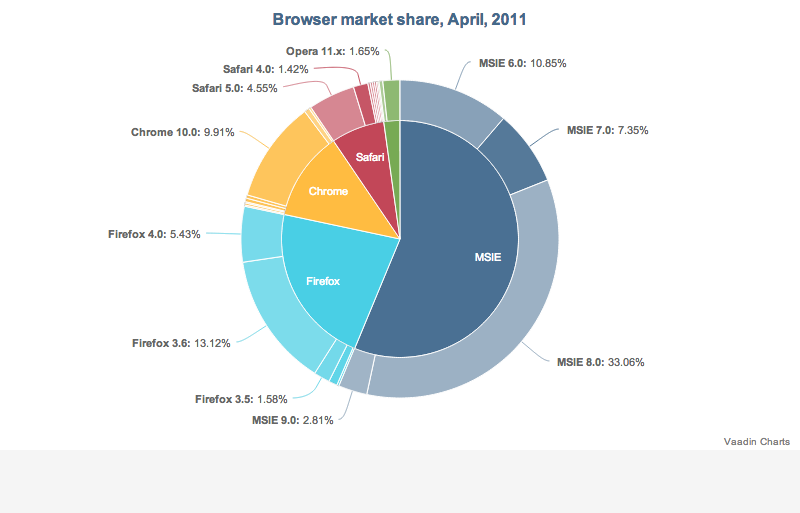 Browser market share, April, 2011
Opera 11.x: 1.65%
MSIE 6.0: 10.85%
Safari 4.0: 1.42%
Safari 5.0: 4.55%
Chrome 10.0: 9.91%
MSIE 7.0: 7.35%
Safari
Chrome
Firefox 4.0: 5.43%
MSIE
Firefox
Firefox 3.6: 13.12%
MSIE 8.0: 33.06%
Firefox 3.5: 1.58%
MSIE 9.0: 2.81%
Vaadin Charts